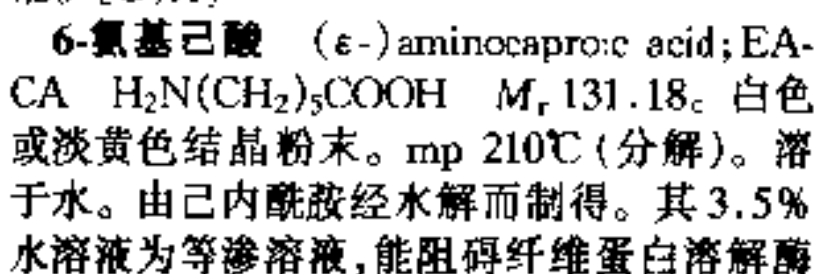 6-氨基己酸 (ε-)aminocaproic acid;EA-
CA H₂N(CH₂)₅COOH Mᵣ 131.18。白色
或淡黄色结晶粉末。mp 210℃(分解)。溶
于水。由己内酰胺经水解而制得。其3.5%
水溶液为等渗溶液,能阻碍纤维蛋白溶解酶